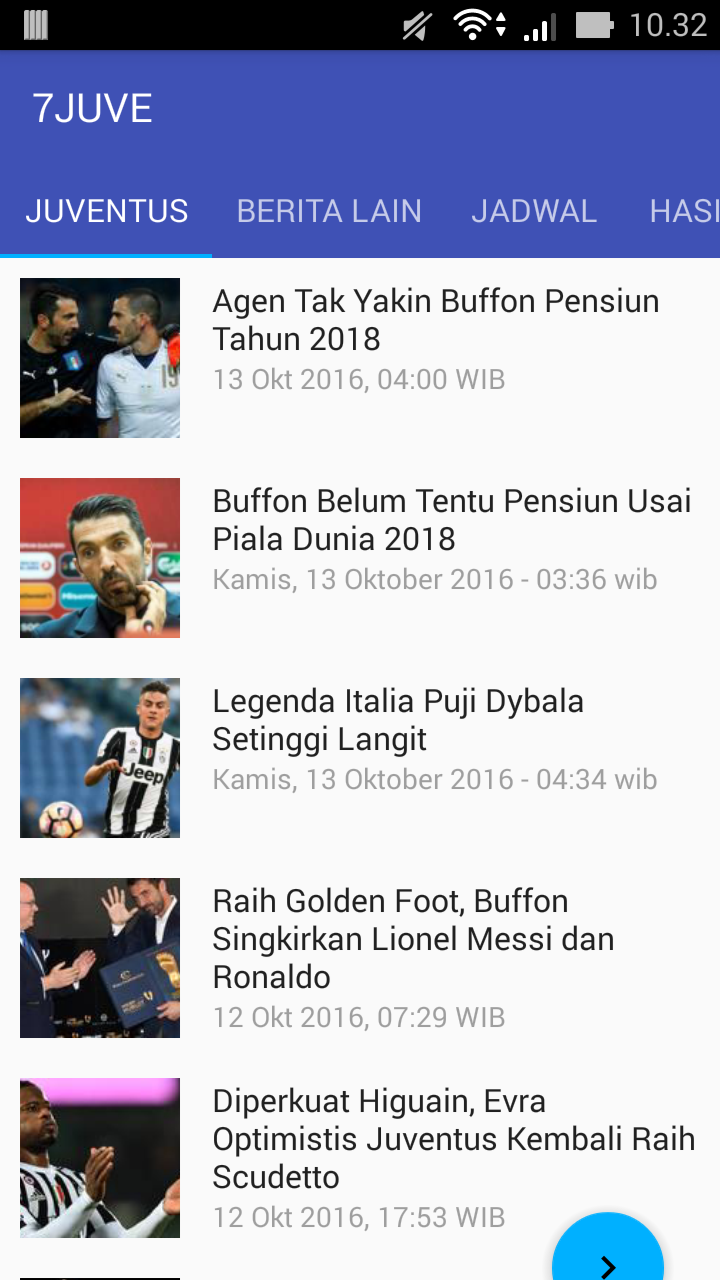 10.32
7JUVE
JUVENTUS BERITA LAIN JADWAL HASI
Agen Tak Yakin Buffon Pensiun
Tahun 2018
13 Okt 2016, 04:00 WIB
Buffon Belum Tentu Pensiun Usai
Piala Dunia 2018
Kamis, 13 Oktober 2016 - 03:36 wib
Legenda Italia Puji Dybala
Setinggi Langit
Kamis, 13 Oktober 2016 - 04:34 wib
Jeep
Raih Golden Foot, Buffon
Singkirkan Lionel Messi dan
Ronaldo
12 Okt 2016, 07:29 WIB
Diperkuat Higuain, Evra
Optimistis Juventus Kembali Raih
Scudetto
12 Okt 2016, 17:53 WIB